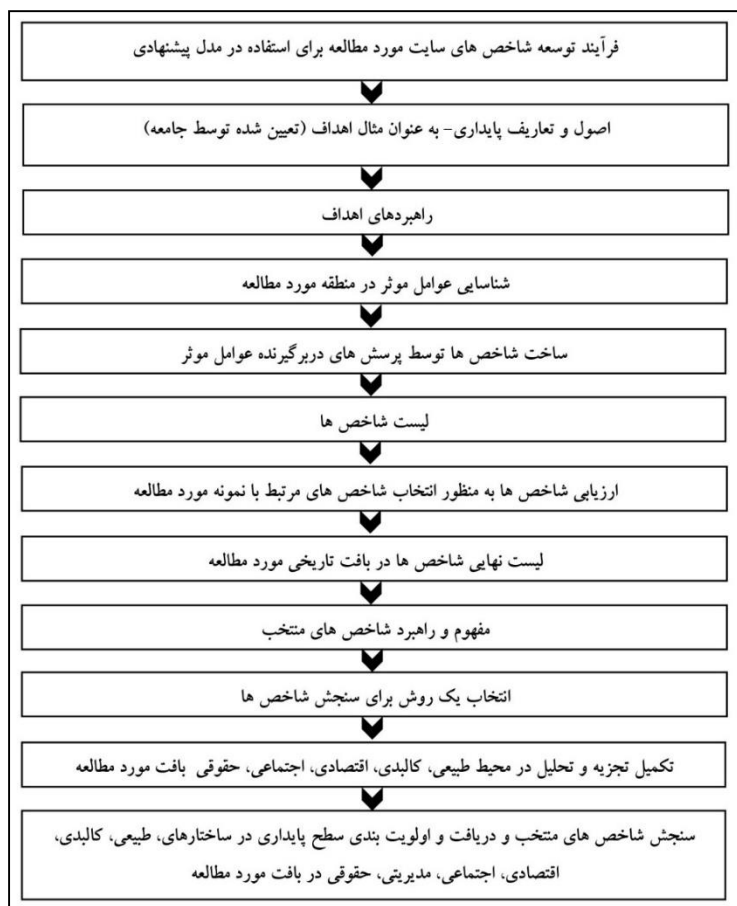 فرآیند توسعه شاخص های سایت مورد مطالعه برای استفاده در مدل پیشنهادی
اصول و تعاریف پایداری- به عنوان مثال اهداف (تعیین شده توسط جامعه)
راهبردهای اهداف
شناسایی عوامل موثر در منطقه مورد مطالعه
ساخت شاخص ها توسط پرسش های دربرگیرنده عوامل موثر
لیست شاخص ها
ارزیابی شاخص ها به منظور انتخاب شاخص های مرتبط با نمونه مورد مطالعه
لیست نهایی شاخص ها در بافت تاریخی مورد مطالعه
مفهوم و راهبرد شاخص های منتخب
انتخاب یک روش برای سنجش شاخص ها
تکمیل تجزیه و تحلیل در محیط طبیعی، کالبدی، اقتصادی، اجتماعی، حقوقی بافت مورد مطالعه
سنجش شاخص های منتخب و دریافت و اولویت بندی سطح پایداری در ساختارهای، طبیعی، کالبدی،
اقتصادی، اجتماعی، مدیریتی، حقوقی در بافت مورد مطالعه